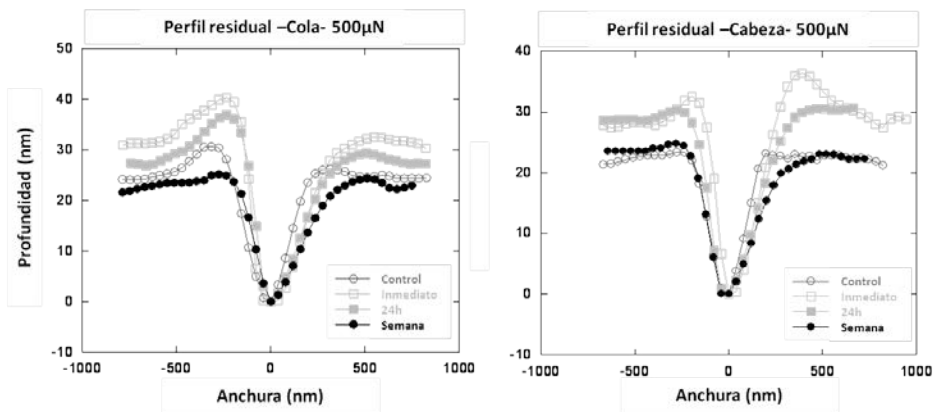 Perfil residual –Cola- 500µN
50
40
30
20
10
0
-10
Profundidad (nm)
-1000
-500
0
500
1000
Anchura (nm)
Control
Inmediato
24h
Semana
Perfil residual –Cabeza- 500µN
40
30
20
10
0
-10
-1000
-500
0
500
1000
Anchura (nm)
Control
Inmediato
24h
Semana